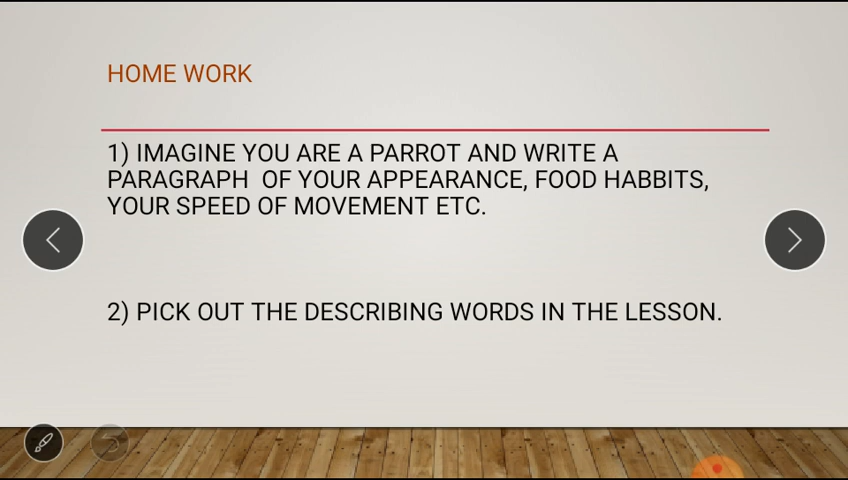 HOME WORK
1) IMAGINE YOU ARE A PARROT AND WRITE A
PARAGRAPH OF YOUR APPEARANCE, FOOD HABBITS,
YOUR SPEED OF MOVEMENT ETC.
2) PICK OUT THE DESCRIBING WORDS IN THE LESSON.